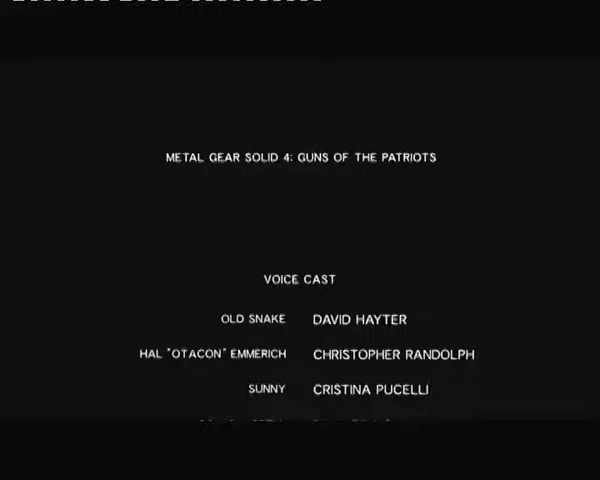 METAL GEAR SOLID 4: GUNS OF THE PATRIOTS
VOICE CAST
OLD SNAKE DAVID HAYTER
HAL "OTACON" EMMERICH CHRISTOPHER RANDOLPH
SUNNY CRISTINA PUCELLI